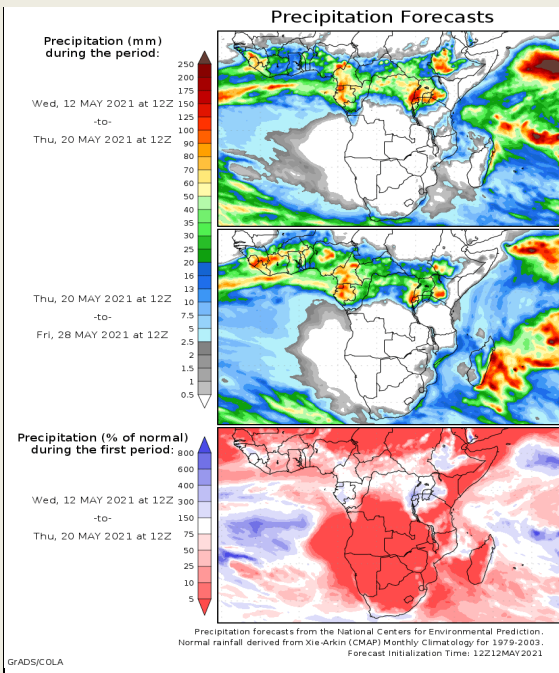 Precipitation Forecasts
Precipitation (mm)
during the period:
Wed, 12 MAY 2021 at 12Z
-to-
Thu, 20 MAY 2021 at 12Z
250
200
175
150
125
100
90
80
70
60
50
40
35
30
25
20
16
13
10
7.5
5
2.5
2
1.5
1
0.5
Thu, 20 MAY 2021 at 12Z
-to-
Fri, 28 MAY 2021 at 12Z
Precipitation (% of normal)
during the first period:
Wed, 12 MAY 2021 at 12Z
-to-
Thu, 20 MAY 2021 at 12Z
800
600
400
300
150
75
50
25
10
5
Precipitation forecasts from the National Centers for Environmental Prediction.
Normal rainfall derived from Xie-Arkin (CMAP) Monthly Climatology for 1979-2003.
Forecast Initialization Time: 12Z12MAY2021
GrADS/COLA